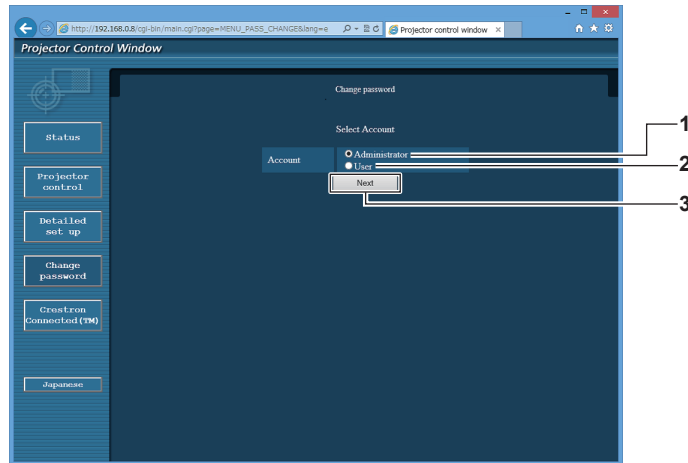 http://192.168.0.8/cgi-bin/main.cgi?page=MENU_PASS_CHANGE&lang=e
Projector control window
Projector Control Window
Change password
Status
Select Account
1
Account
Administrator
User
2
Projector
control
Next
3
Detailed
set up
Change
password
Crestron
Connected(TM)
Japanese